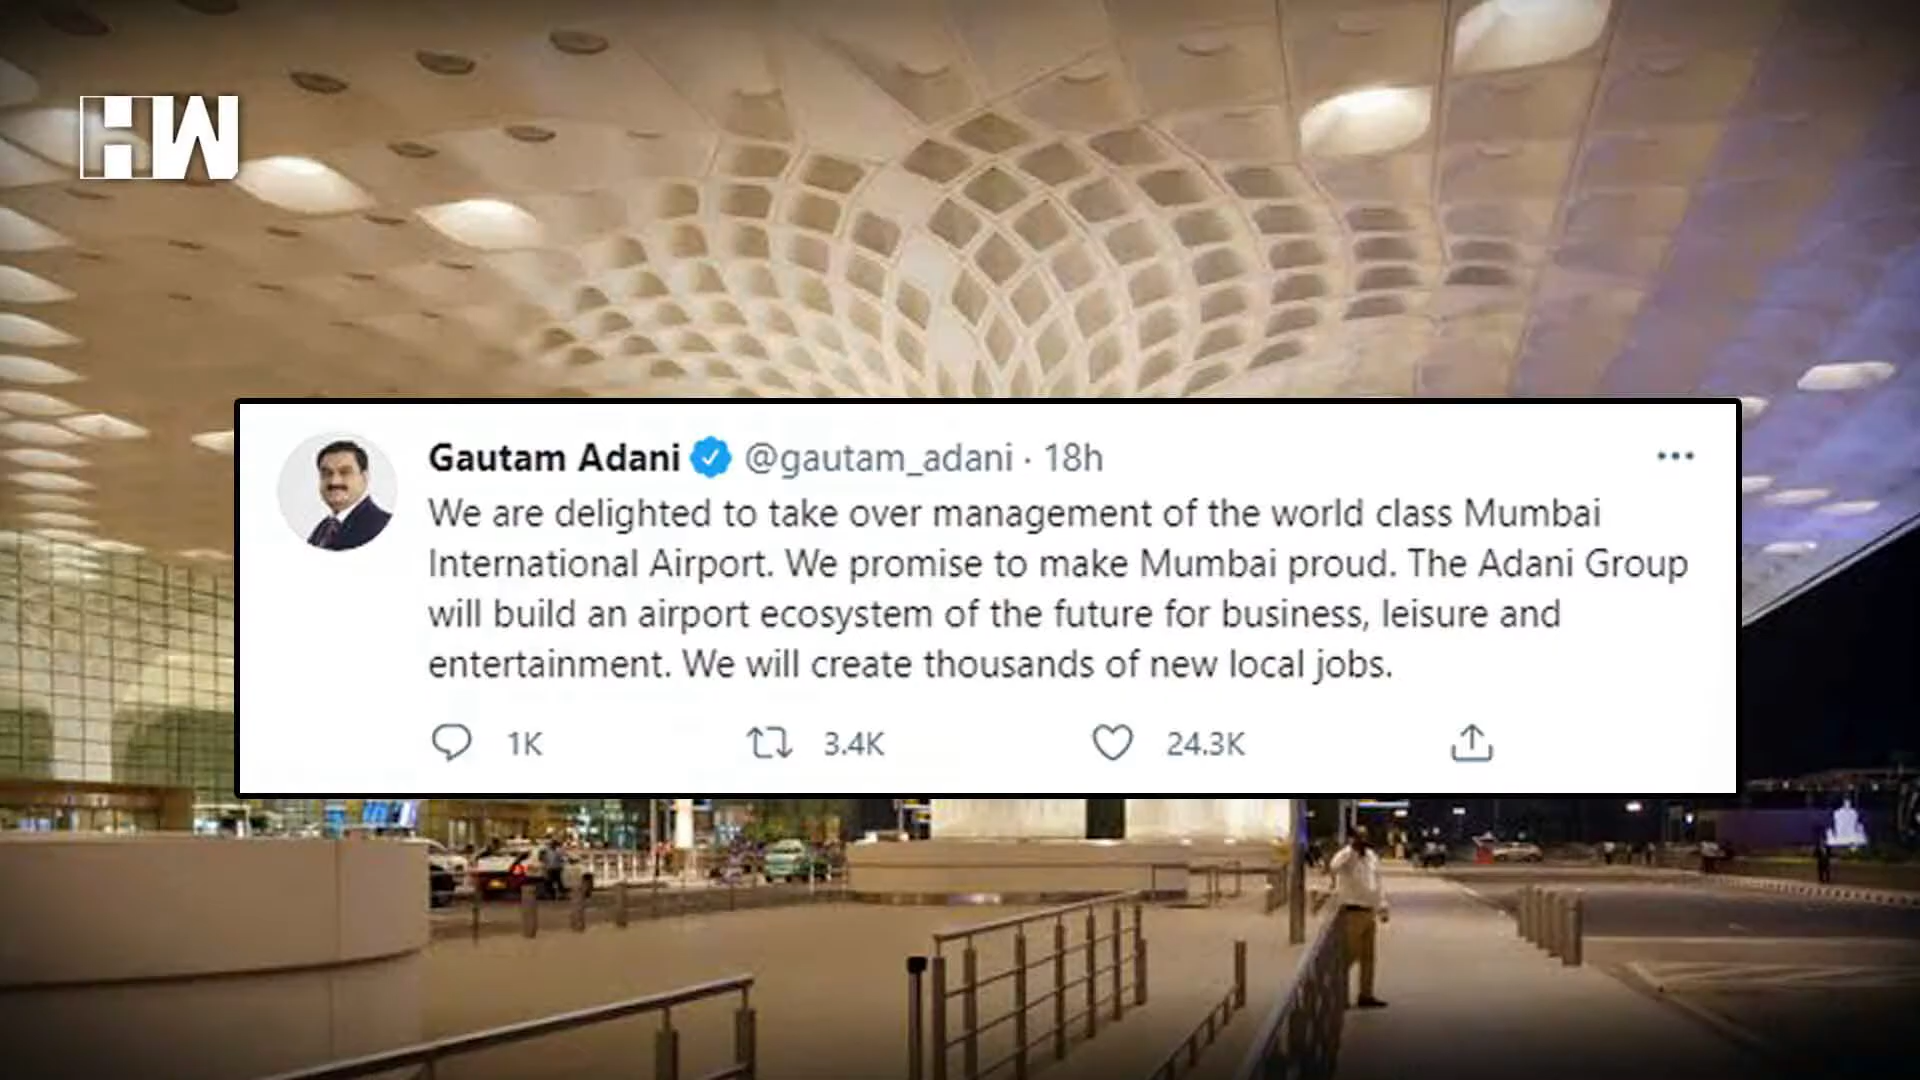 HW
Gautam Adani @gautam_adani · 18h
We are delighted to take over management of the world class Mumbai
International Airport. We promise to make Mumbai proud. The Adani Group
will build an airport ecosystem of the future for business, leisure and
entertainment. We will create thousands of new local jobs.
1K 3.4K 24.3K